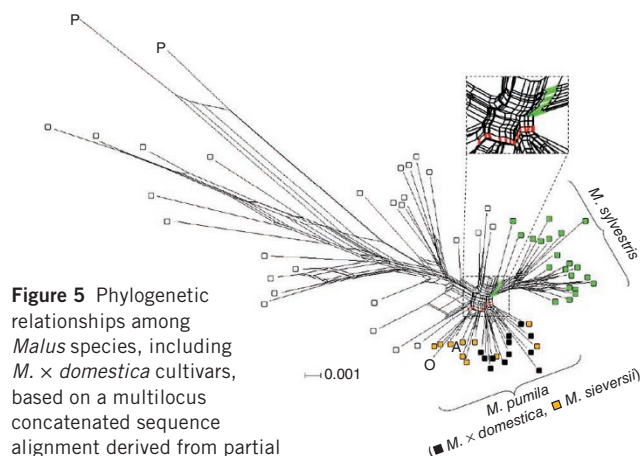 P
P
M. sylvestris
Figure 5 Phylogenetic
relationships among
Malus species, including
M. × domestica cultivars,
based on a multilocus
concatenated sequence
alignment derived from partial
0.001
A
O
M. pumila
(■ M. × domestica, ■ M. sieversii)